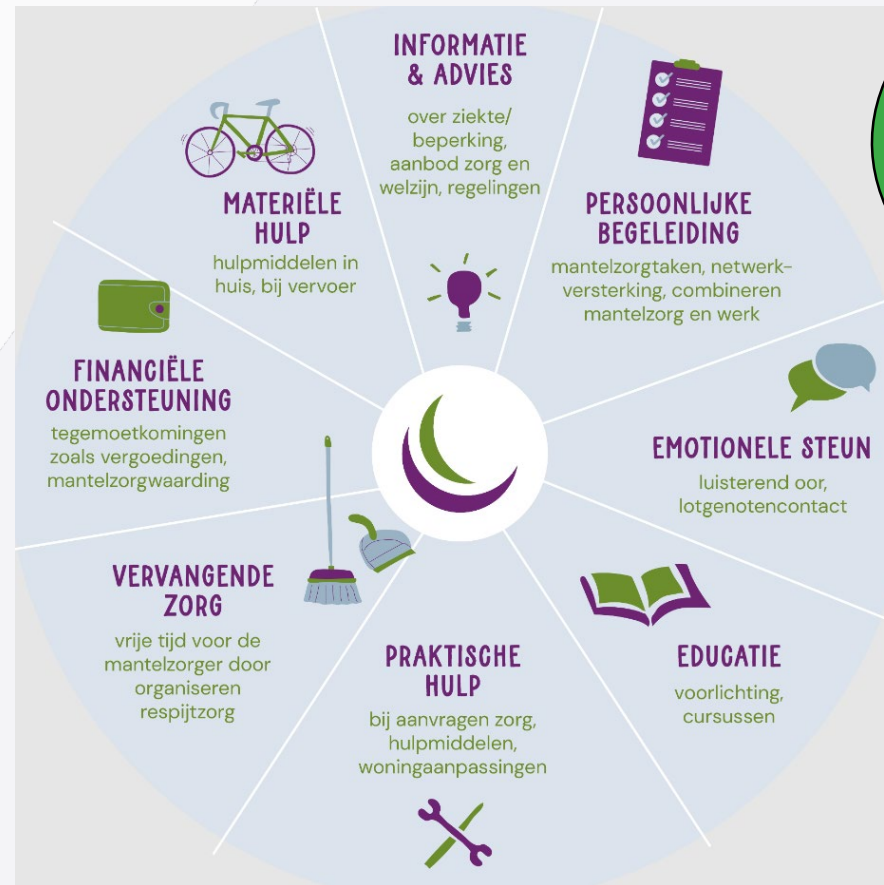 INFORMATIE
& ADVIES
over ziekte/
beperking,
aanbod zorg en
welzijn, regelingen
PERSOONLIJKE
BEGELEIDING
mantelzorgtaken, netwerk-
versterking, combineren
mantelzorg en werk
EMOTIONELE STEUN
luisterend oor,
lotgenotencontact
EDUCATIE
voorlichting,
cursussen
PRAKTISCHE
HULP
bij aanvragen zorg,
hulpmiddelen,
woningaanpassingen
VERVANGENDE
ZORG
vrije tijd voor de
mantelzorger door
organiseren
respijtzorg
FINANCIËLE
ONDERSTEUNING
tegemoetkomingen
zoals vergoedingen,
mantelzorgwaarding
MATERIËLE
HULP
hulpmiddelen in
huis, bij vervoer